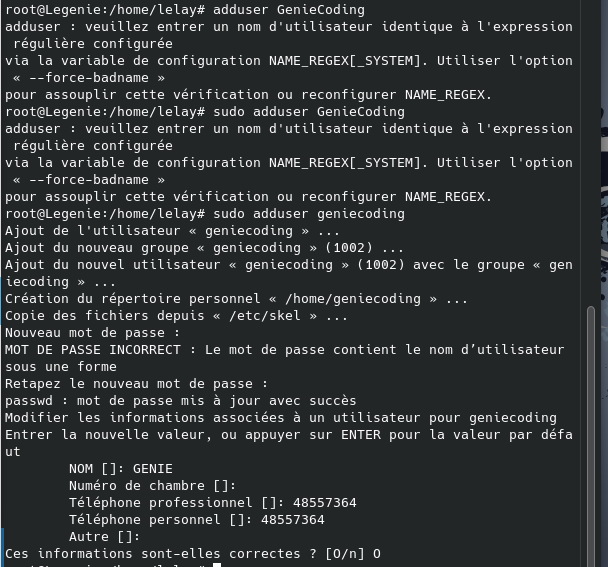 root@Legenie:/home/lelay# adduser GenieCoding
adduser : veuillez entrer un nom d'utilisateur identique à l'expression
 régulière configurée
via la variable de configuration NAME_REGEX[_SYSTEM]. Utiliser l'option
 « --force-badname »
pour assouplir cette vérification ou reconfigurer NAME_REGEX.
root@Legenie:/home/lelay# sudo adduser GenieCoding
adduser : veuillez entrer un nom d'utilisateur identique à l'expression
 régulière configurée
via la variable de configuration NAME_REGEX[_SYSTEM]. Utiliser l'option
 « --force-badname »
pour assouplir cette vérification ou reconfigurer NAME_REGEX.
root@Legenie:/home/lelay# sudo adduser geniecoding
Ajout de l'utilisateur « geniecoding » ...
Ajout du nouveau groupe « geniecoding » (1002) ...
Ajout du nouvel utilisateur « geniecoding » (1002) avec le groupe « gen
iecoding » ...
Création du répertoire personnel « /home/geniecoding » ...
Copie des fichiers depuis « /etc/skel » ...
Nouveau mot de passe :
MOT DE PASSE INCORRECT : Le mot de passe contient le nom d’utilisateur
sous une forme
Retapez le nouveau mot de passe :
passwd : mot de passe mis à jour avec succès
Modifier les informations associées à un utilisateur pour geniecoding
Entrer la nouvelle valeur, ou appuyer sur ENTER pour la valeur par défa
ut
        NOM []: GENIE
        Numéro de chambre []:
        Téléphone professionnel []: 48557364
        Téléphone personnel []: 48557364
        Autre []:
Ces informations sont-elles correctes ? [O/n] O